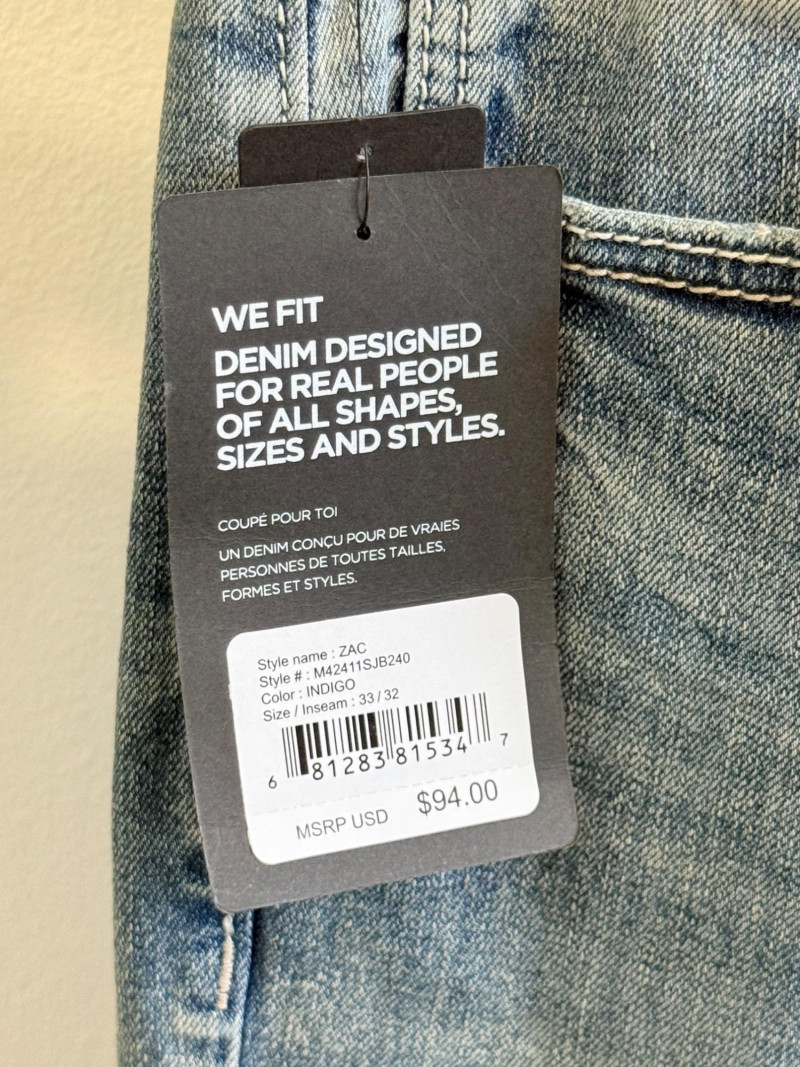 WE FIT
DENIM DESIGNED
FOR REAL PEOPLE
OF ALL SHAPES,
SIZES AND STYLES.
COUPÉ POUR TOI
UN DENIM CONÇU POUR DE VRAIES
PERSONNES DE TOUTES TAILLES,
FORMES ET STYLES.
Style name : ZAC
Style # : M42411SJB240
Color : INDIGO
Size / Inseam : 33 / 32
6 81283 81534 7
MSRP USD $94.00